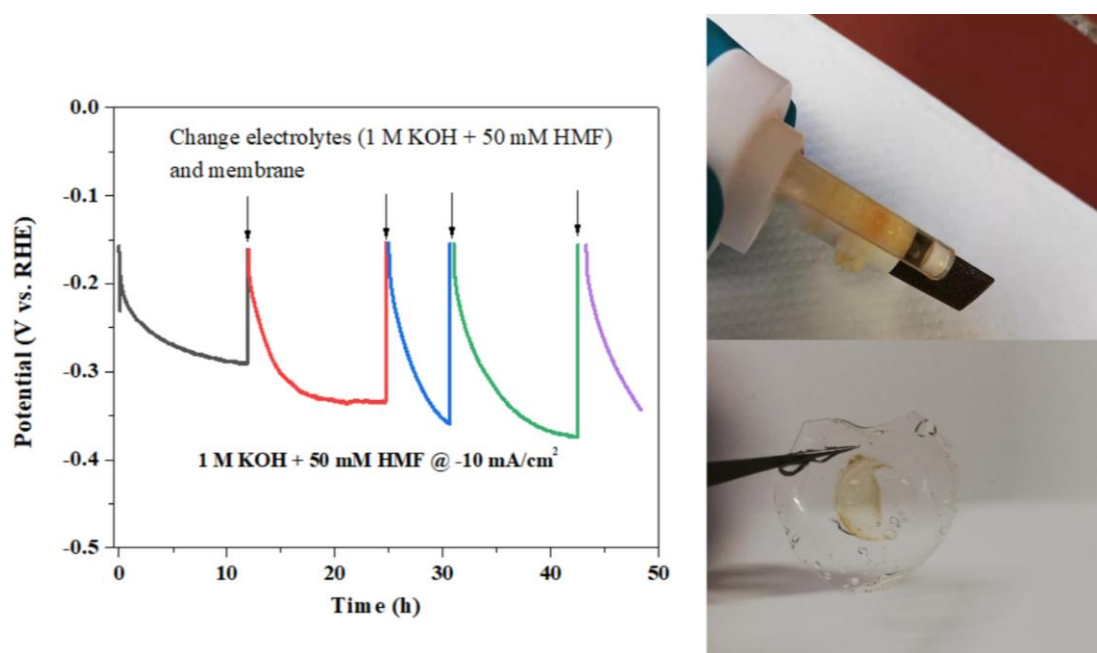 0.0
-0.1
-0.2
-0.3
-0.4
-0.5
Potential (V vs. RHE)
Change electrolytes (1 M KOH + 50 mM HMF)
and membrane
1 M KOH + 50 mM HMF @ -10 mA/cm²
0 10 20 30 40 50
Time (h)